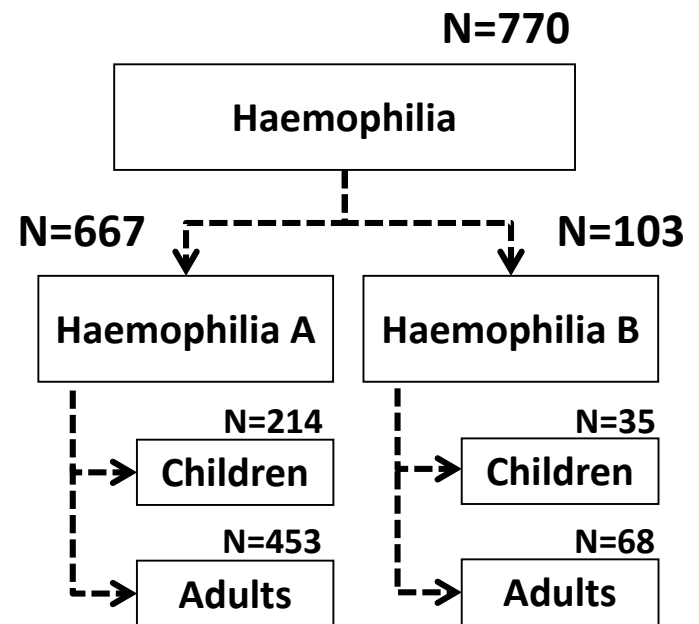 N=770
Haemophilia
N=667
N=103
Haemophilia A
Haemophilia B
N=214
N=35
Children
Children
N=453
N=68
Adults
Adults